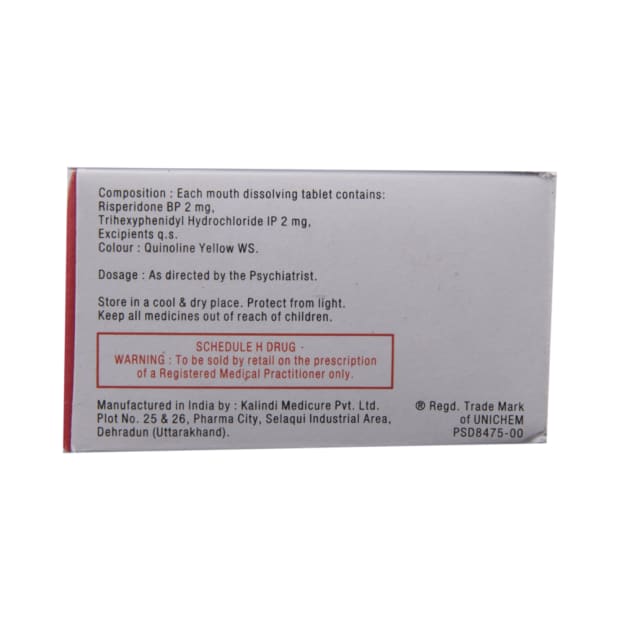 Composition : Each mouth dissolving tablet contains:
Risperidone BP 2 mg,
Trihexyphenidyl Hydrochloride IP 2 mg,
Excipients q.s.
Colour : Quinoline Yellow WS.
Dosage : As directed by the Psychiatrist.
Store in a cool & dry place. Protect from light.
Keep all medicines out of reach of children.
SCHEDULE H DRUG
WARNING : To be sold by retail on the prescription
of a Registered Medical Practitioner only.
Manufactured in India by : Kalindi Medicure Pvt. Ltd.
Plot No. 25 & 26, Pharma City, Selaqui Industrial Area,
Dehradun (Uttarakhand).
® Regd. Trade Mark
of UNICHEM
PSD8475-00